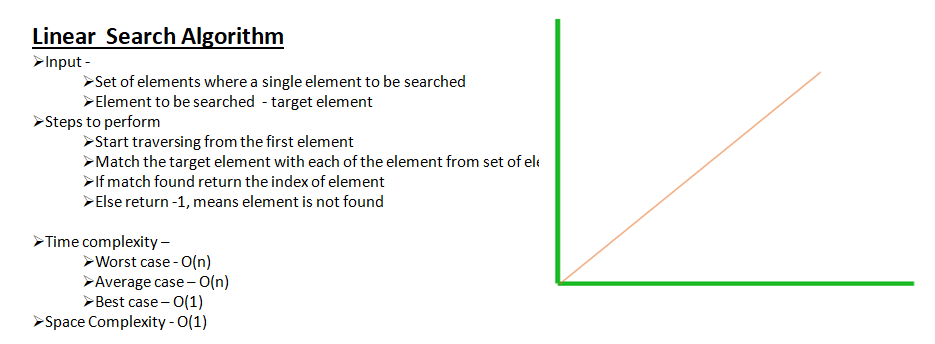 Linear Search Algorithm
➢Input -
➢Set of elements where a single element to be searched
➢Element to be searched - target element
➢Steps to perform
➢Start traversing from the first element
➢Match the target element with each of the element from set of
➢If match found return the index of element
➢Else return -1, means element is not found
➢Time complexity –
➢Worst case - O(n)
➢Average case – O(n)
➢Best case – O(1)
➢Space Complexity - O(1)